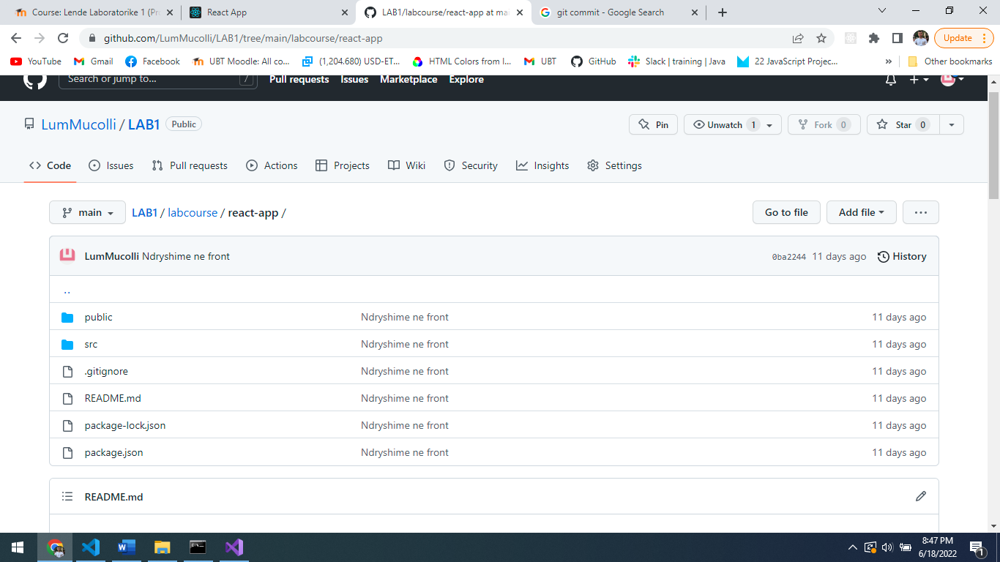 Course: Lende Laboratorike 1 (Pr
React App
LAB1/labcourse/react-app at mai
git commit - Google Search
github.com/LumMucolli/LAB1/tree/main/labcourse/react-app
Update
YouTube
Gmail
Facebook
UBT Moodle: All co...
(1,204.680) USD-ET...
HTML Colors from I...
UBT
GitHub
Slack | training | Java
22 JavaScript Projec...
»
Other bookmarks
Search or jump to...
/
Pull requests
Issues
Marketplace
Explore
LumMucolli / LAB1
Public
Pin
Unwatch 1
Fork 0
Star 0
Code
Issues
Pull requests
Actions
Projects
Wiki
Security
Insights
Settings
main
LAB1 / labcourse / react-app /
Go to file
Add file
...
LumMucolli Ndryshime ne front
0ba2244 11 days ago
History
..
public Ndryshime ne front 11 days ago
src Ndryshime ne front 11 days ago
.gitignore Ndryshime ne front 11 days ago
README.md Ndryshime ne front 11 days ago
package-lock.json Ndryshime ne front 11 days ago
package.json Ndryshime ne front 11 days ago
README.md
8:47 PM
6/18/2022
1